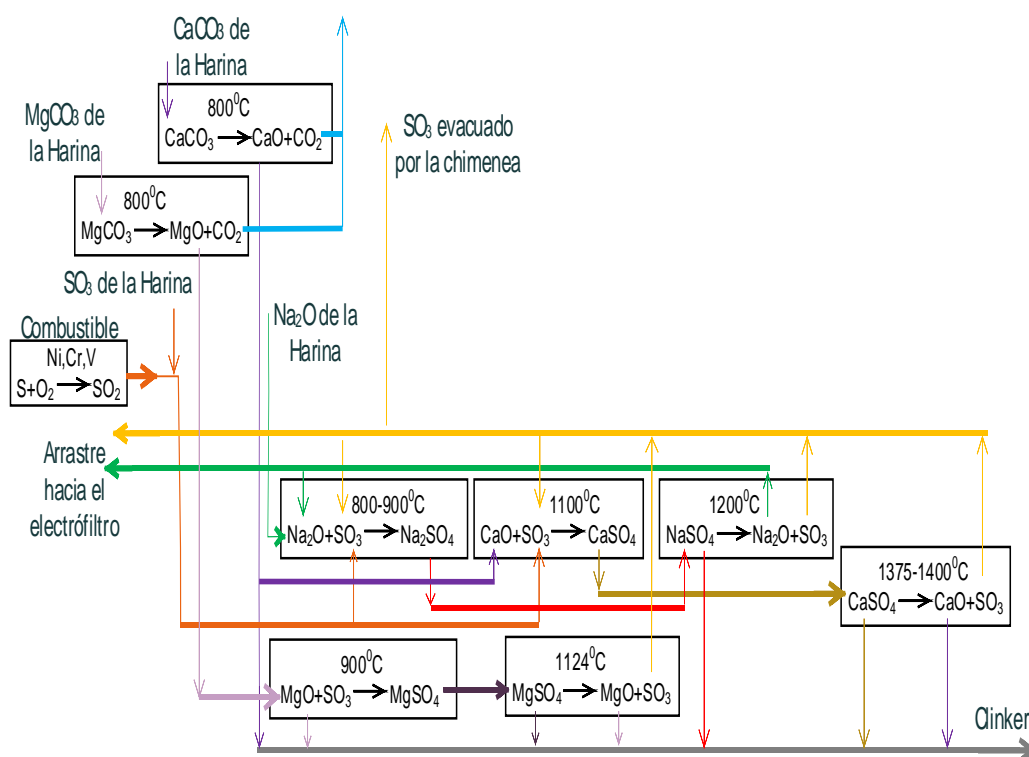 CaCO₃ de
la Harina
800⁰C
CaCO₃ → CaO+CO₂
MgCO₃ de
la Harina
800⁰C
MgCO₃ → MgO+CO₂
SO₃ evacuado
por la chimenea
SO₃ de la Harina
Combustible
Ni,Cr,V
S+O₂ → SO₂
Na₂O de la
Harina
Arrastre
hacia el
electrófiltro
800-900⁰C
Na₂O+SO₃ → Na₂SO₄
1100⁰C
CaO+SO₃ → CaSO₄
1200⁰C
NaSO₄ → Na₂O+SO₃
1375-1400⁰C
CaSO₄ → CaO+SO₃
900⁰C
MgO+SO₃ → MgSO₄
1124⁰C
MgSO₄ → MgO+SO₃
Clinker